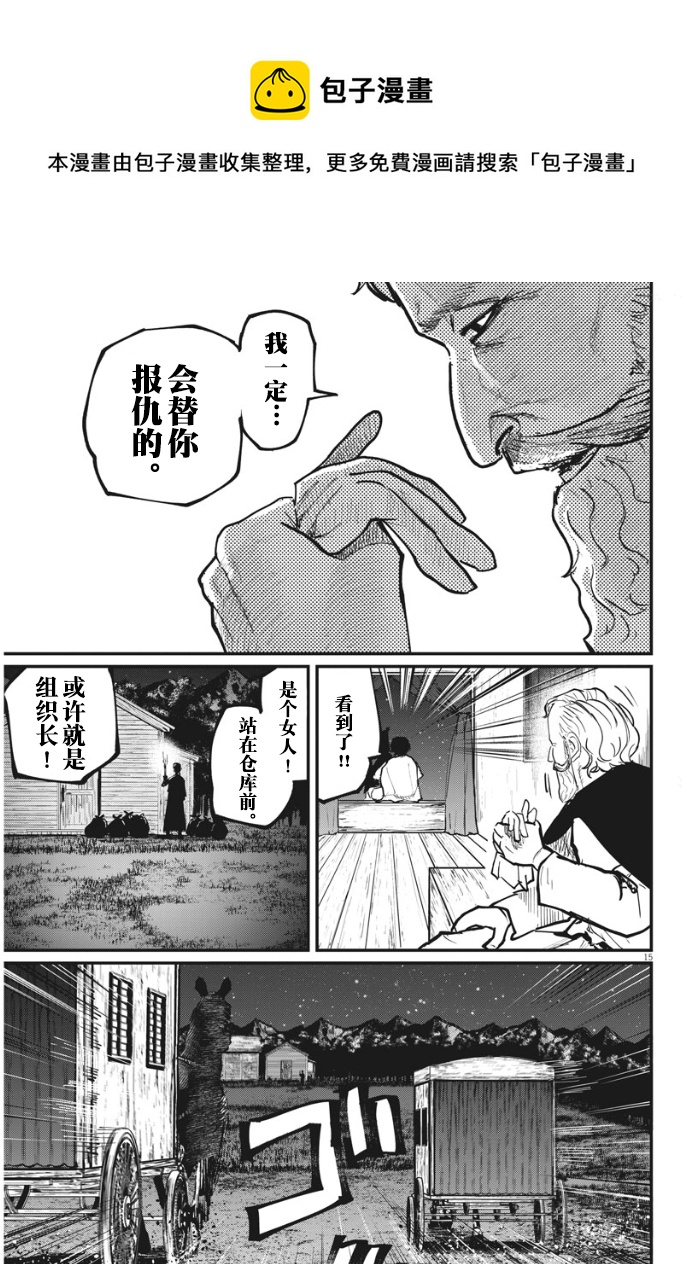 包子漫畫
本漫畫由包子漫畫收集整理，更多免費漫画請搜索「包子漫畫」
我一定…
会替你
报仇的。
看到了!!
是个女人！
站在仓库前。
或许就是
组织长！
15
ゴ